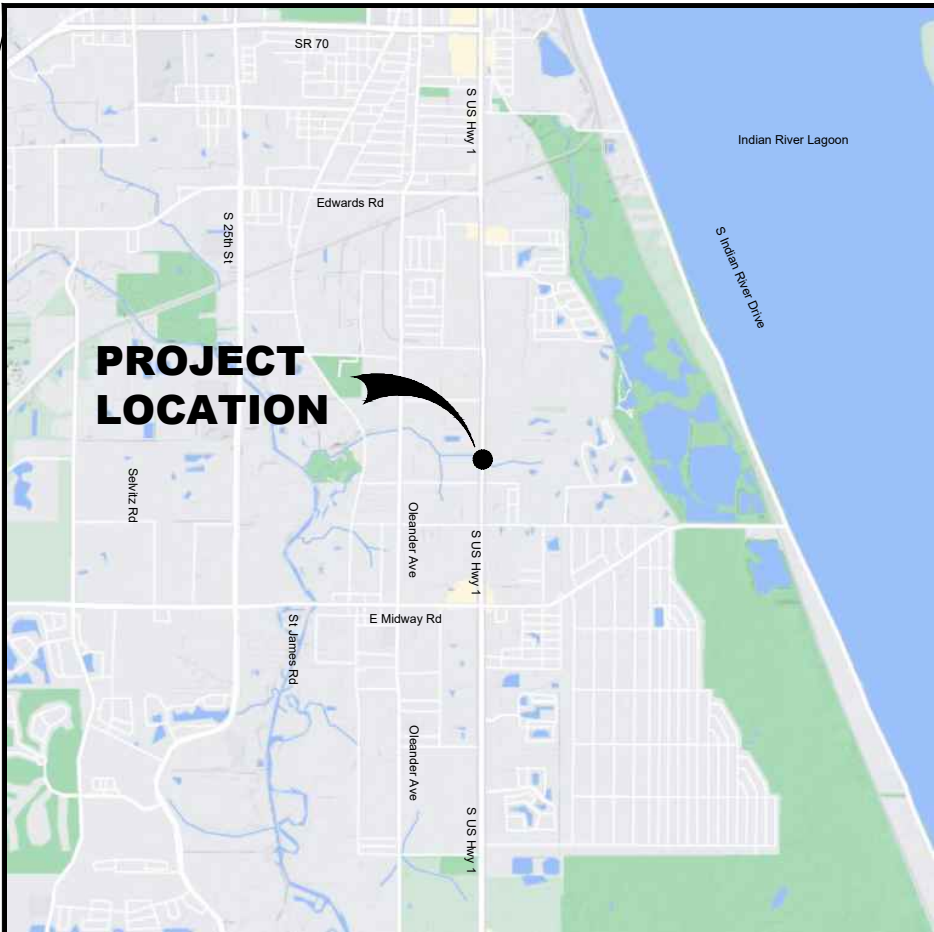 SR 70
S US Hwy 1
Indian River Lagoon
Edwards Rd
S 25th St
S Indian River Drive
PROJECT
LOCATION
Selvitz Rd
Oleander Ave
S US Hwy 1
E Midway Rd
St James Rd
Oleander Ave
S US Hwy 1